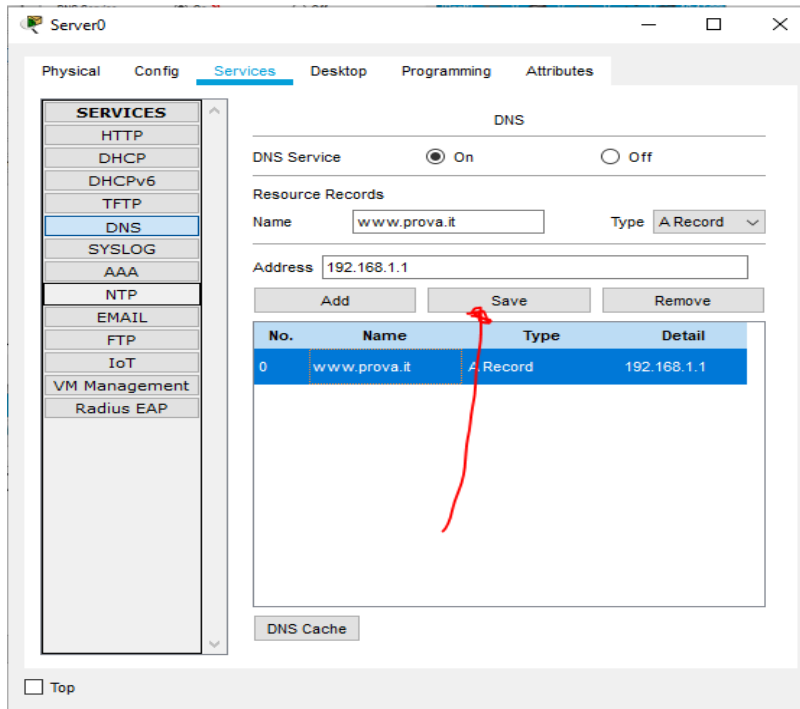 Server0
Physical Config Services Desktop Programming Attributes
SERVICES
HTTP
DHCP
DHCPv6
TFTP
DNS
SYSLOG
AAA
NTP
EMAIL
FTP
IoT
VM Management
Radius EAP
DNS
DNS Service On Off
Resource Records
Name www.prova.it Type A Record
Address 192.168.1.1
Add Save Remove
No. Name Type Detail
0 www.prova.it A Record 192.168.1.1
DNS Cache
Top